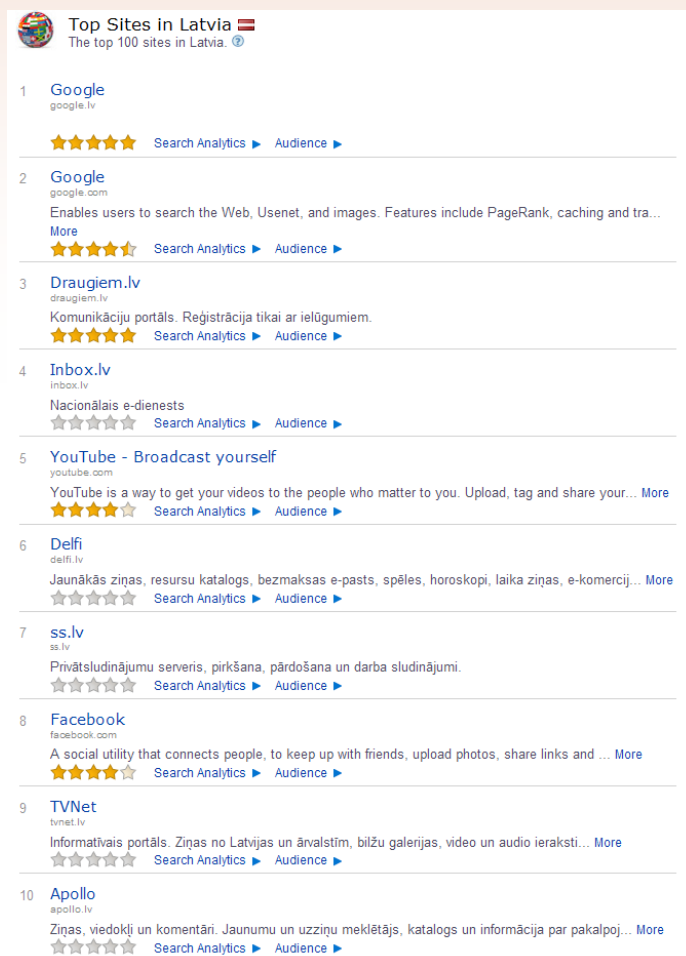 Top Sites in Latvia
The top 100 sites in Latvia. ?
1 Google
google.lv
Search Analytics ▶ Audience ▶
2 Google
google.com
Enables users to search the Web, Usenet, and images. Features include PageRank, caching and tra...
More
Search Analytics ▶ Audience ▶
3 Draugiem.lv
draugiem.lv
Komunikāciju portāls. Reģistrācija tikai ar ielūgumiem.
Search Analytics ▶ Audience ▶
4 Inbox.lv
inbox.lv
Nacionālais e-dienests
Search Analytics ▶ Audience ▶
5 YouTube - Broadcast yourself
youtube.com
YouTube is a way to get your videos to the people who matter to you. Upload, tag and share your... More
Search Analytics ▶ Audience ▶
6 Delfi
delfi.lv
Jaunākās ziņas, resursu katalogs, bezmaksas e-pasts, spēles, horoskopi, laika ziņas, e-komercij... More
Search Analytics ▶ Audience ▶
7 ss.lv
ss.lv
Privātsludinājumu serveris, pirkšana, pārdošana un darba sludinājumi.
Search Analytics ▶ Audience ▶
8 Facebook
facebook.com
A social utility that connects people, to keep up with friends, upload photos, share links and ... More
Search Analytics ▶ Audience ▶
9 TVNet
tvnet.lv
Informatīvais portāls. Ziņas no Latvijas un ārvalstīm, bilžu galerijas, video un audio ieraksti... More
Search Analytics ▶ Audience ▶
10 Apollo
apollo.lv
Ziņas, viedokļi un komentāri. Jaunumu un uzziņu meklētājs, katalogs un informācija par pakalpoj... More
Search Analytics ▶ Audience ▶